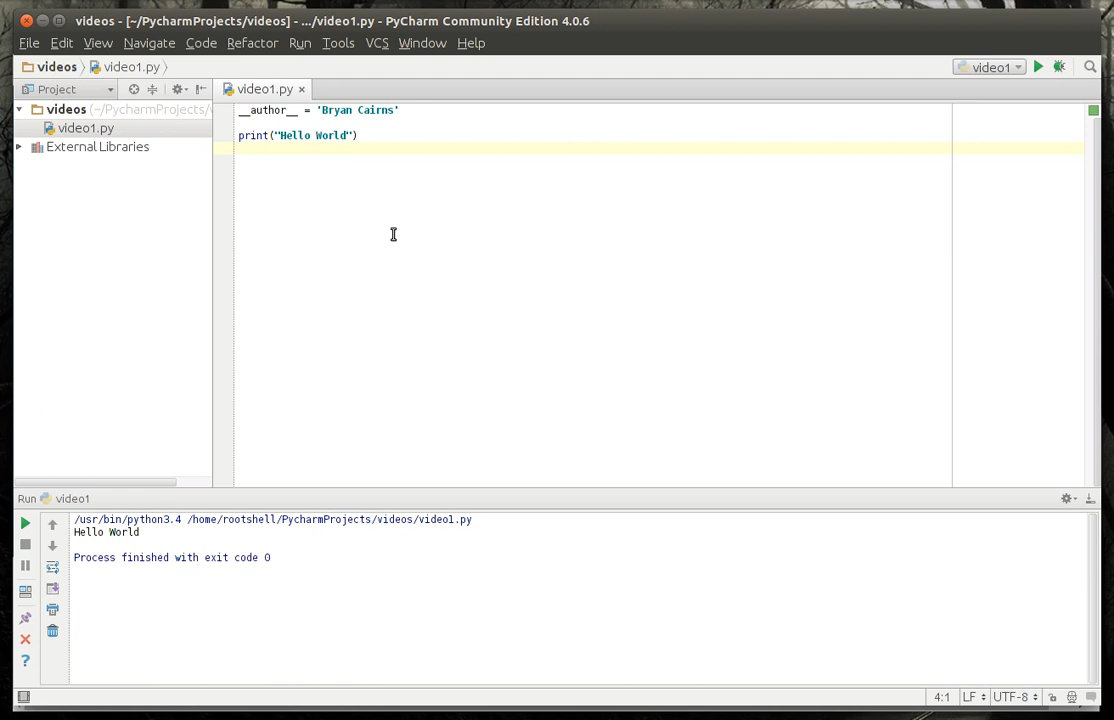 videos - [~/PycharmProjects/videos] - .../video1.py - PyCharm Community Edition 4.0.6
File Edit View Navigate Code Refactor Run Tools VCS Window Help
videos video1.py video1
Project video1.py
videos (~/PycharmProjects/v
video1.py
External Libraries
__author__ = 'Bryan Cairns'
print("Hello World")
Run video1
/usr/bin/python3.4 /home/rootshell/PycharmProjects/videos/video1.py
Hello World
Process finished with exit code 0
4:1 LF UTF-8